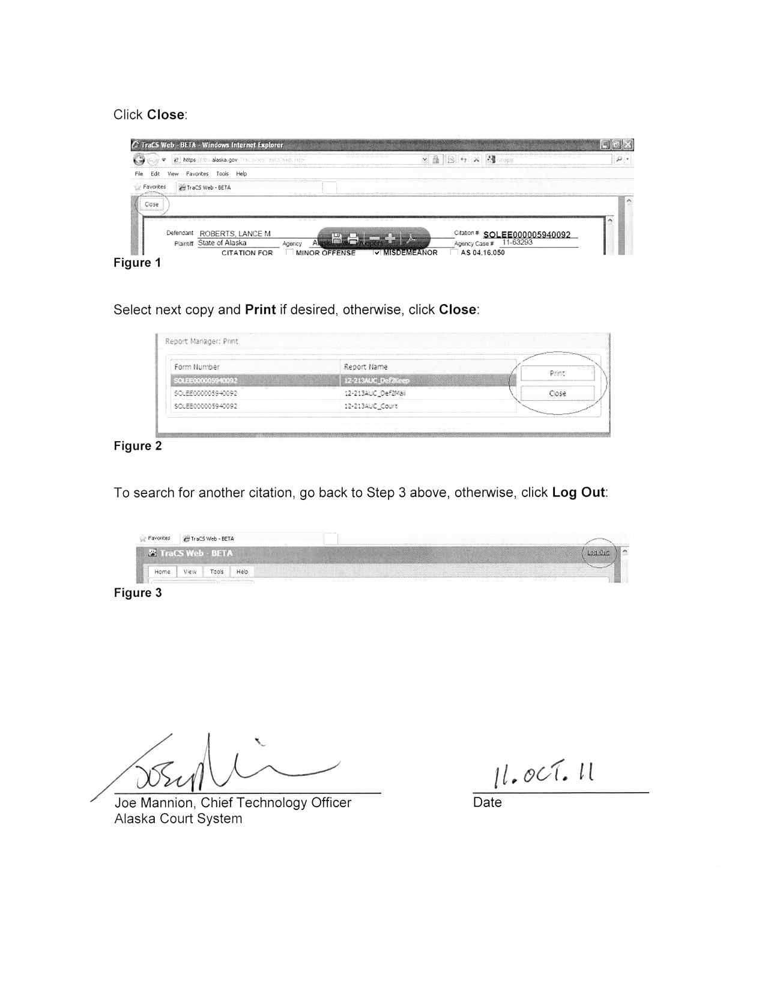 Click Close:
TraCS Web - BETA - Windows Internet Explorer
https alaska.gov
Google
File Edit View Favorites Tools Help
Favorites TraCS Web - BETA
Close
Defendant ROBERTS, LANCE M Citation # SOLEE000005940092
Plaintiff State of Alaska Agency Agency Case # 11-63293
CITATION FOR MINOR OFFENSE MISDEMEANOR AS 04.16.050
Figure 1
Select next copy and Print if desired, otherwise, click Close:
Report Manager: Print
Form Number Report Name
Print
SOLEE000005940092 12-213AUC_Def2Keep
SOLEE000005940092 12-213AUC_Def2Mail
Close
SOLEE000005940092 12-213AUC_Court
Figure 2
To search for another citation, go back to Step 3 above, otherwise, click Log Out:
Favorites TraCS Web - BETA
TraCS Web - BETA Log Out
Home View Tools Help
Figure 3
11. OCT. 11
Joe Mannion, Chief Technology Officer Date
Alaska Court System